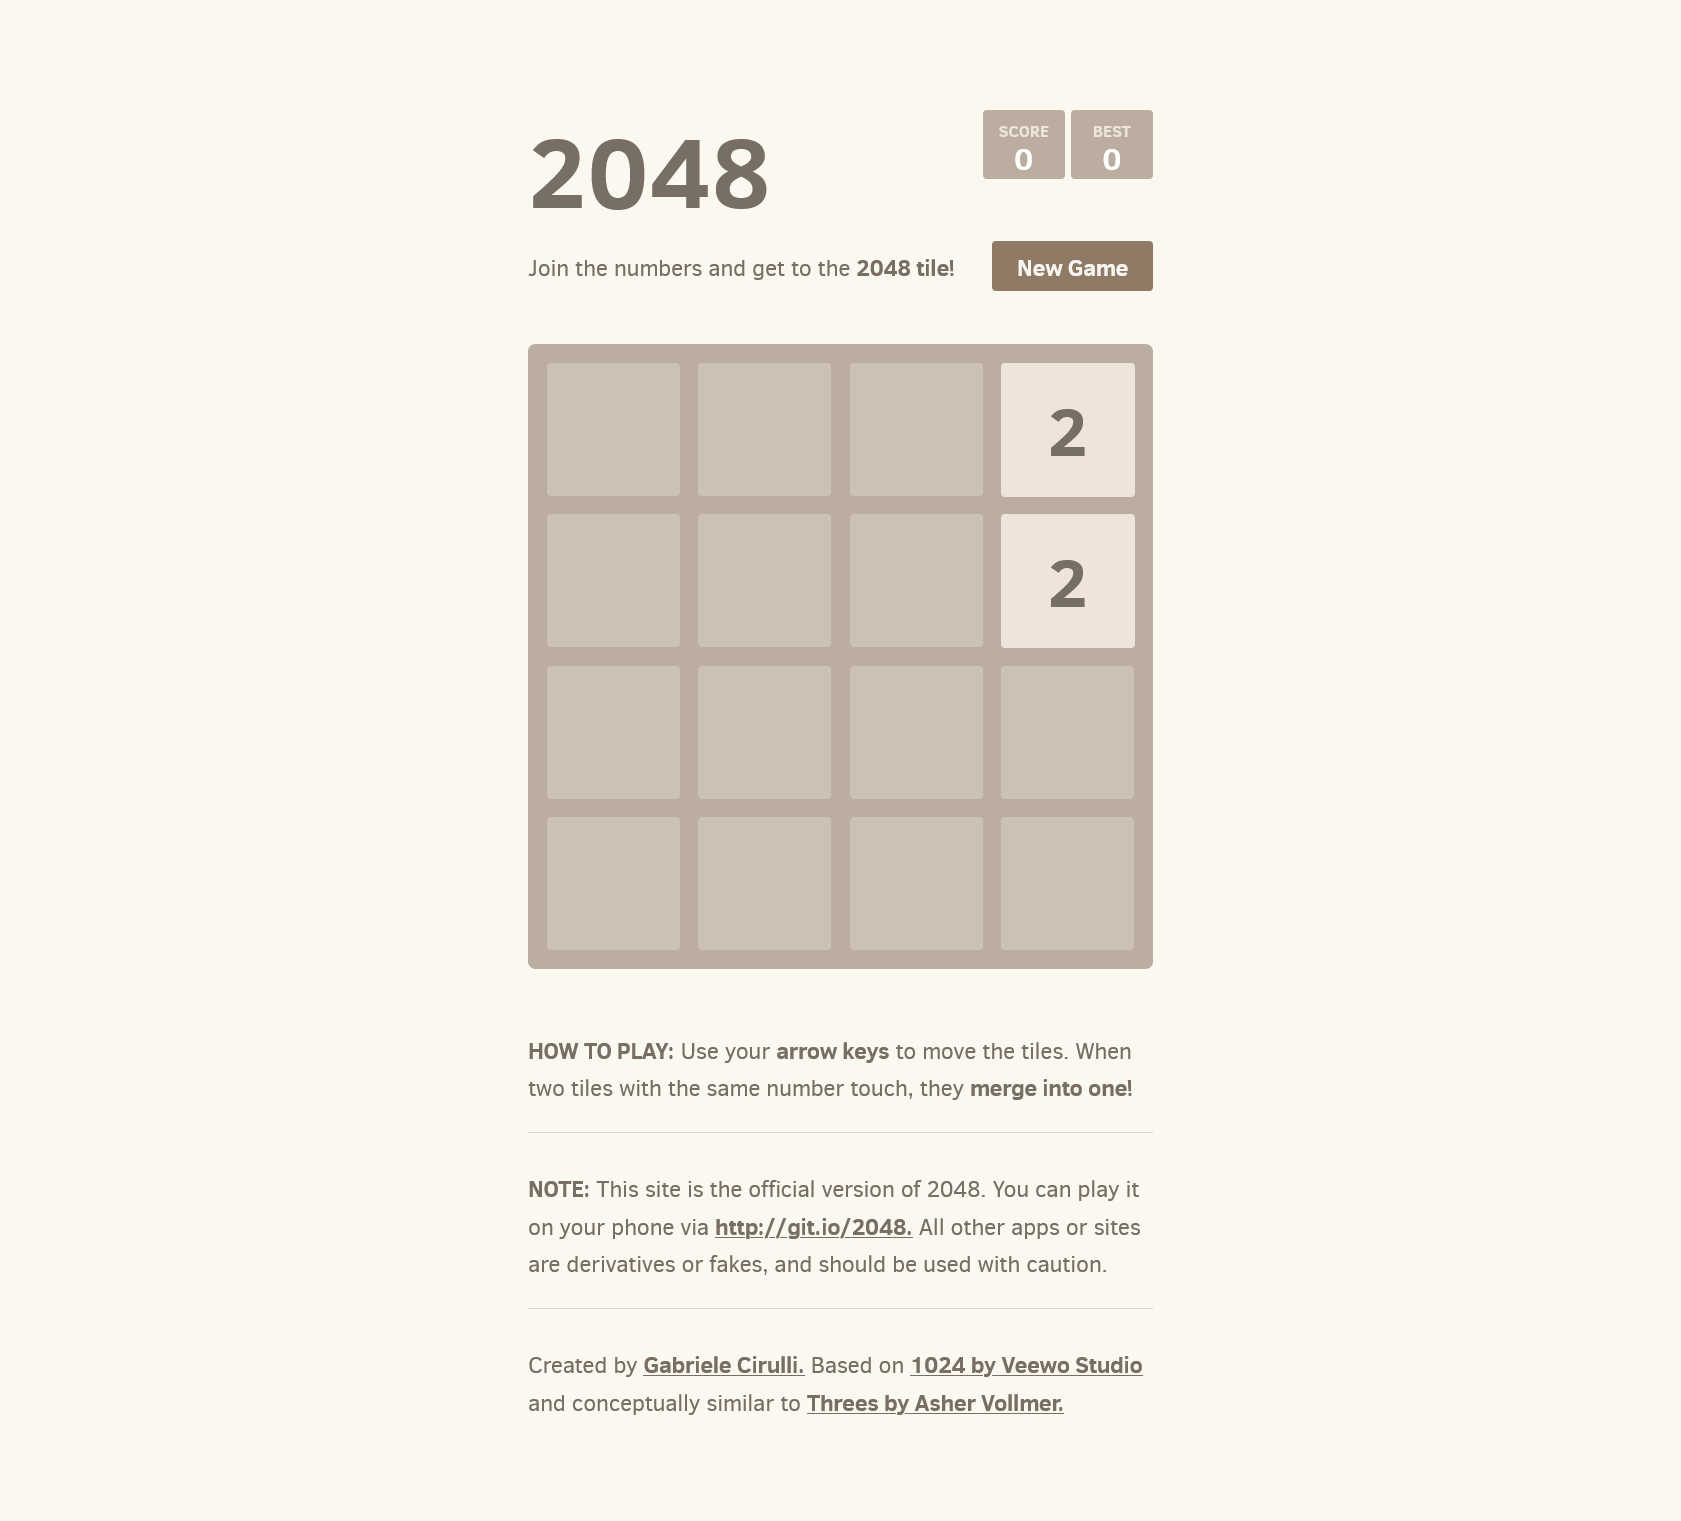 2048
SCORE
0
BEST
0
Join the numbers and get to the 2048 tile!
New Game
2
2
HOW TO PLAY: Use your arrow keys to move the tiles. When
two tiles with the same number touch, they merge into one!
NOTE: This site is the official version of 2048. You can play it
on your phone via http://git.io/2048. All other apps or sites
are derivatives or fakes, and should be used with caution.
Created by Gabriele Cirulli. Based on 1024 by Veewo Studio
and conceptually similar to Threes by Asher Vollmer.